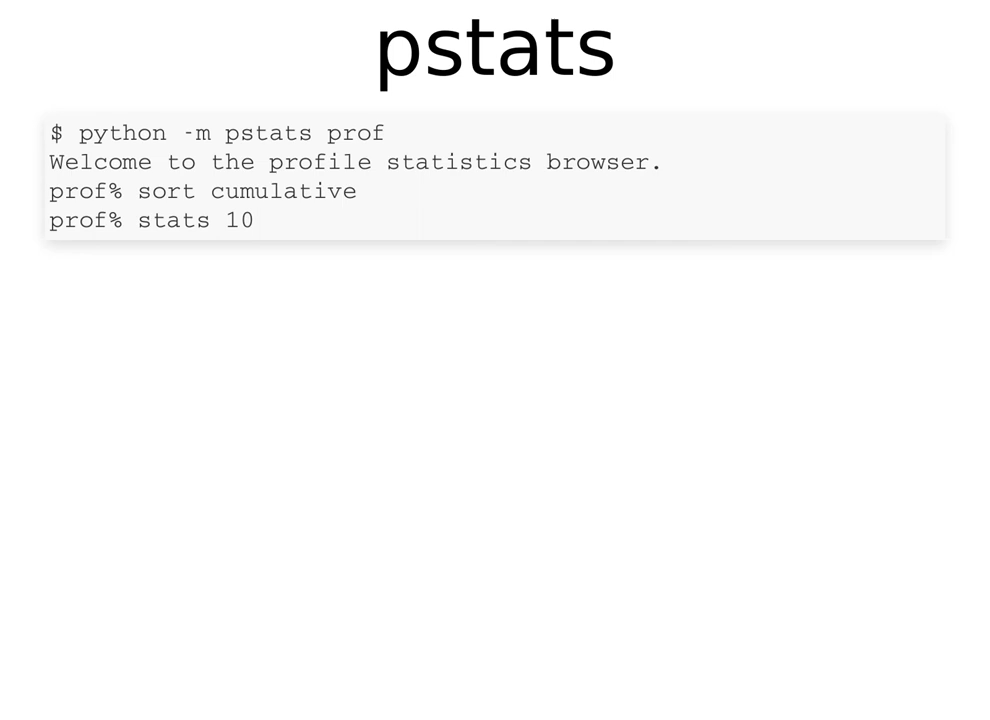 pstats
$ python -m pstats prof
Welcome to the profile statistics browser.
prof% sort cumulative
prof% stats 10